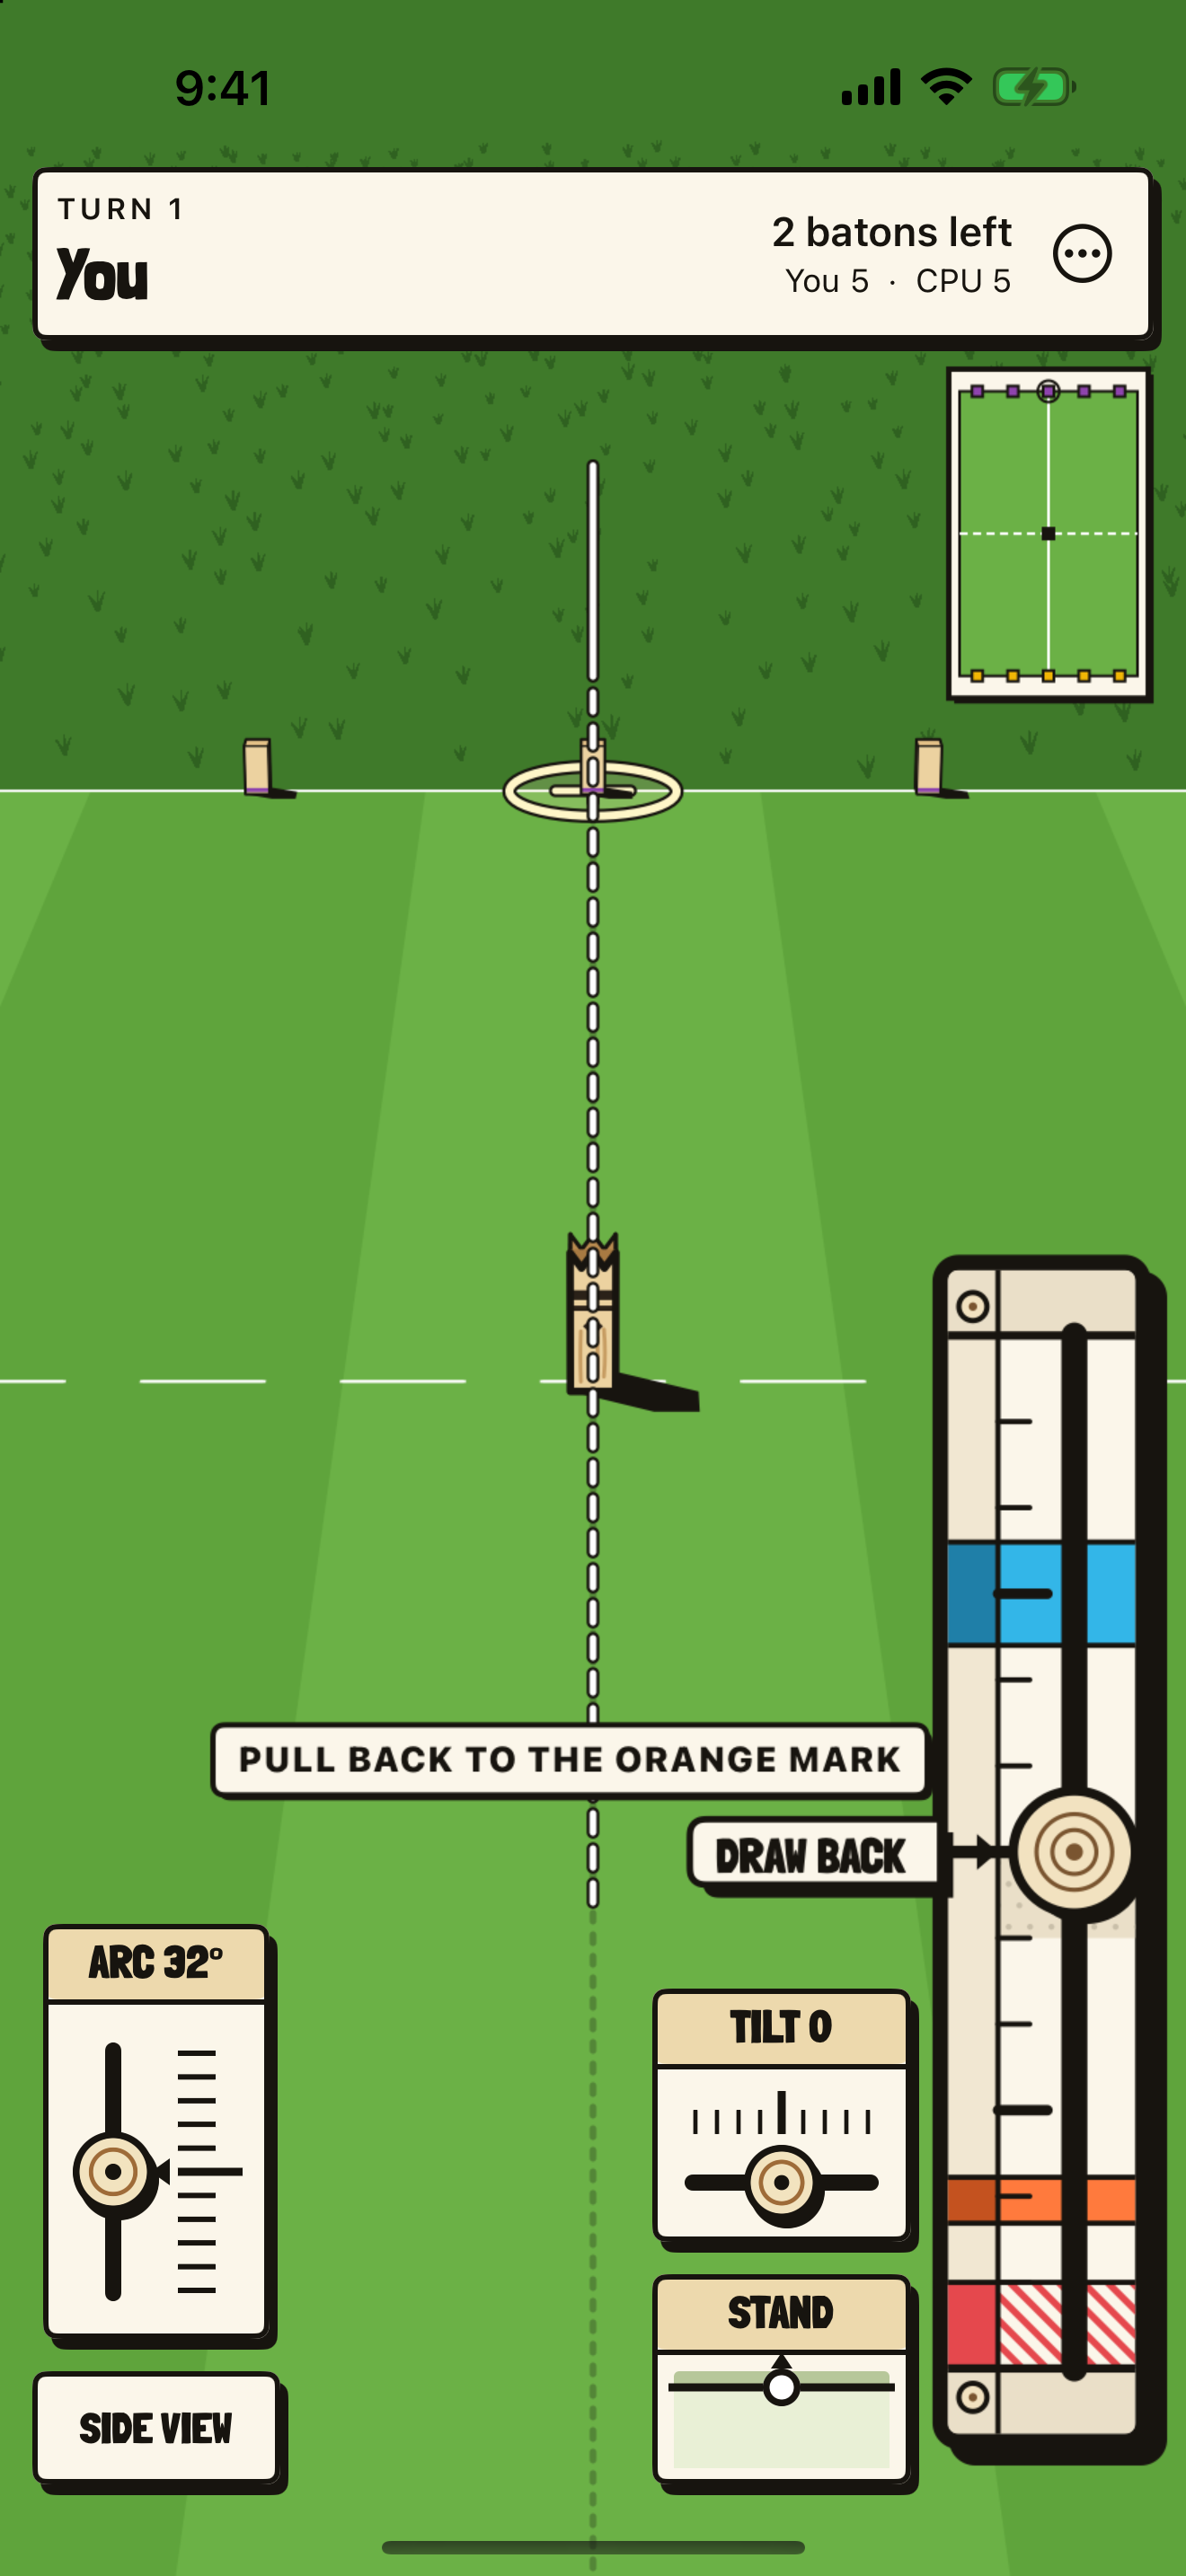 9:41
TURN 1
You
2 batons left
You 5 · CPU 5
PULL BACK TO THE ORANGE MARK
DRAW BACK
ARC 32°
TILT 0
STAND
SIDE VIEW